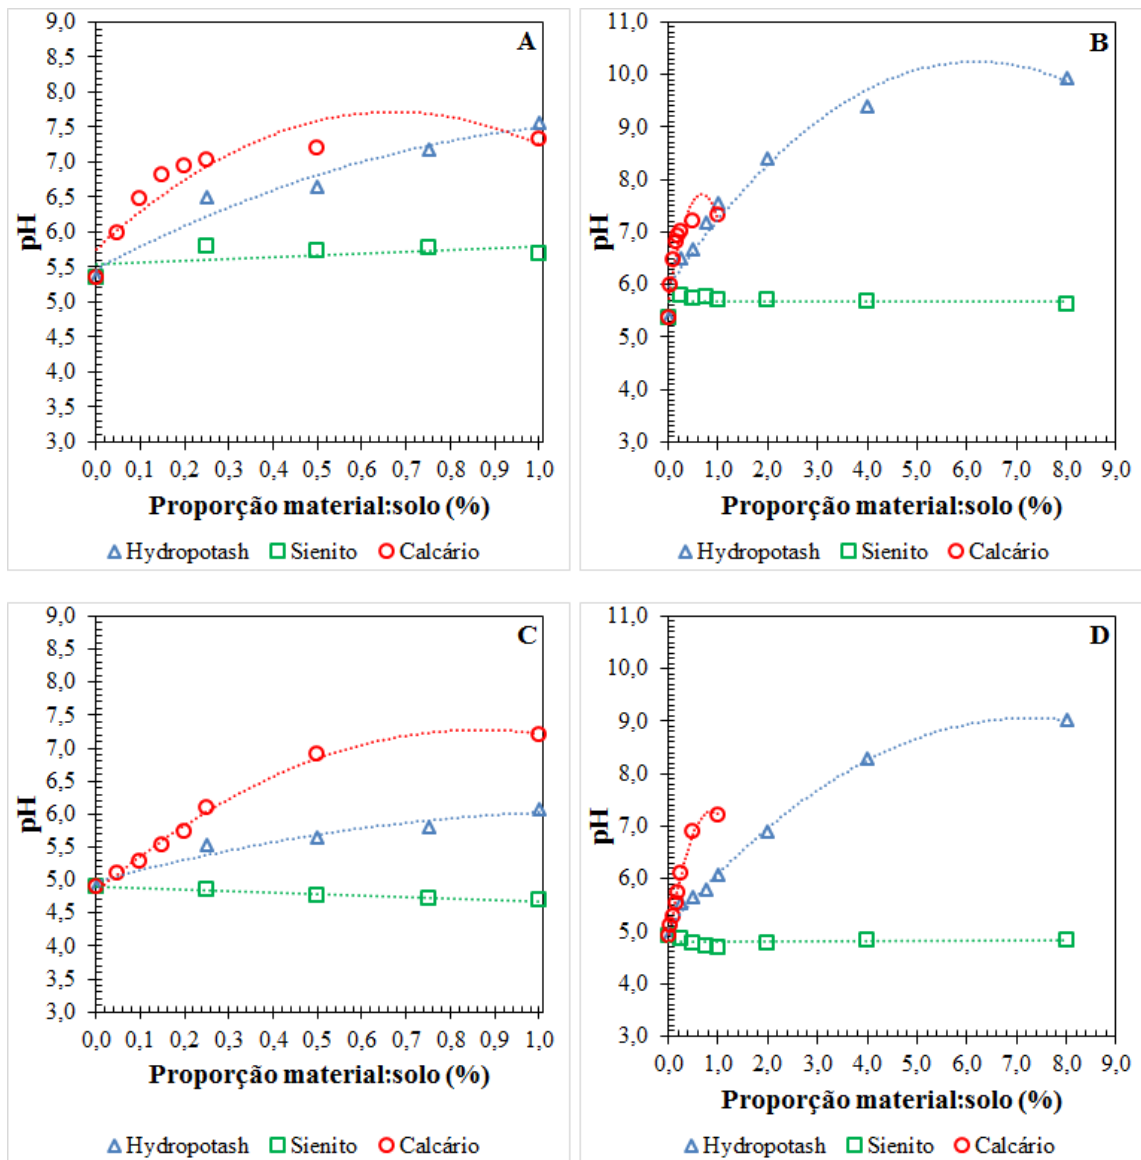 A
pH
9,0
8,5
8,0
7,5
7,0
6,5
6,0
5,5
5,0
4,5
4,0
3,5
3,0
0,0 0,1 0,2 0,3 0,4 0,5 0,6 0,7 0,8 0,9 1,0
Proporção material:solo (%)
Hydropotash Sienito Calcário
B
pH
11,0
10,0
9,0
8,0
7,0
6,0
5,0
4,0
3,0
0,0 1,0 2,0 3,0 4,0 5,0 6,0 7,0 8,0 9,0
Proporção material:solo (%)
Hydropotash Sienito Calcário
C
pH
9,0
8,5
8,0
7,5
7,0
6,5
6,0
5,5
5,0
4,5
4,0
3,5
3,0
0,0 0,1 0,2 0,3 0,4 0,5 0,6 0,7 0,8 0,9 1,0
Proporção material:solo (%)
Hydropotash Sienito Calcário
D
pH
11,0
10,0
9,0
8,0
7,0
6,0
5,0
4,0
3,0
0,0 1,0 2,0 3,0 4,0 5,0 6,0 7,0 8,0 9,0
Proporção material:solo (%)
Hydropotash Sienito Calcário